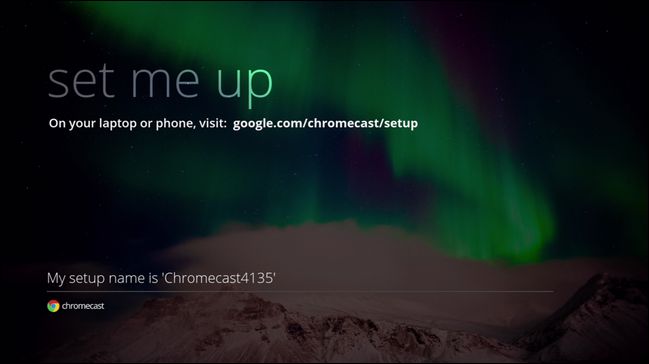 set me up
On your laptop or phone, visit: google.com/chromecast/setup
My setup name is 'Chromecast4135'
chromecast